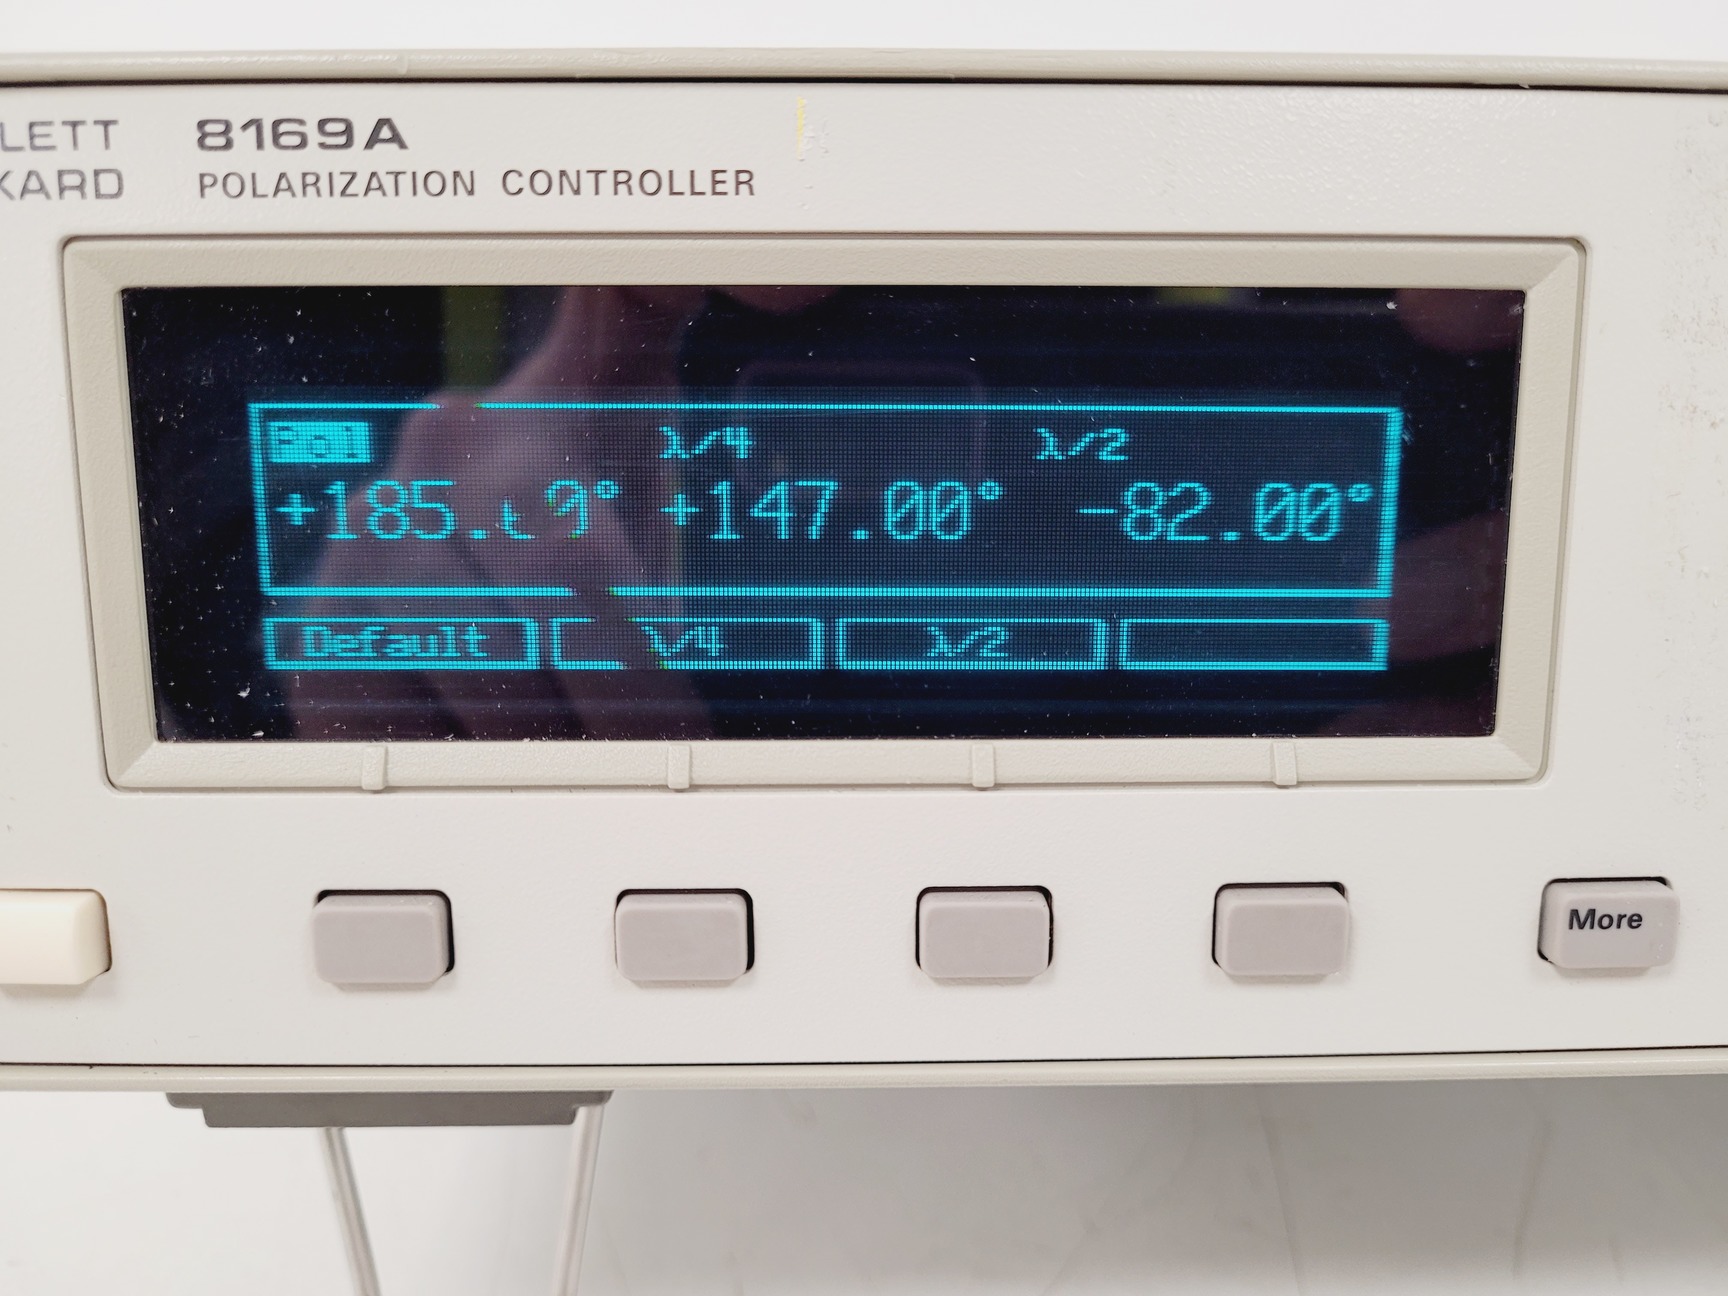 LETT 8169A
KARD POLARIZATION CONTROLLER
Pol λ/4 λ/2
+147.00° -82.00°
Default λ/4 λ/2
More